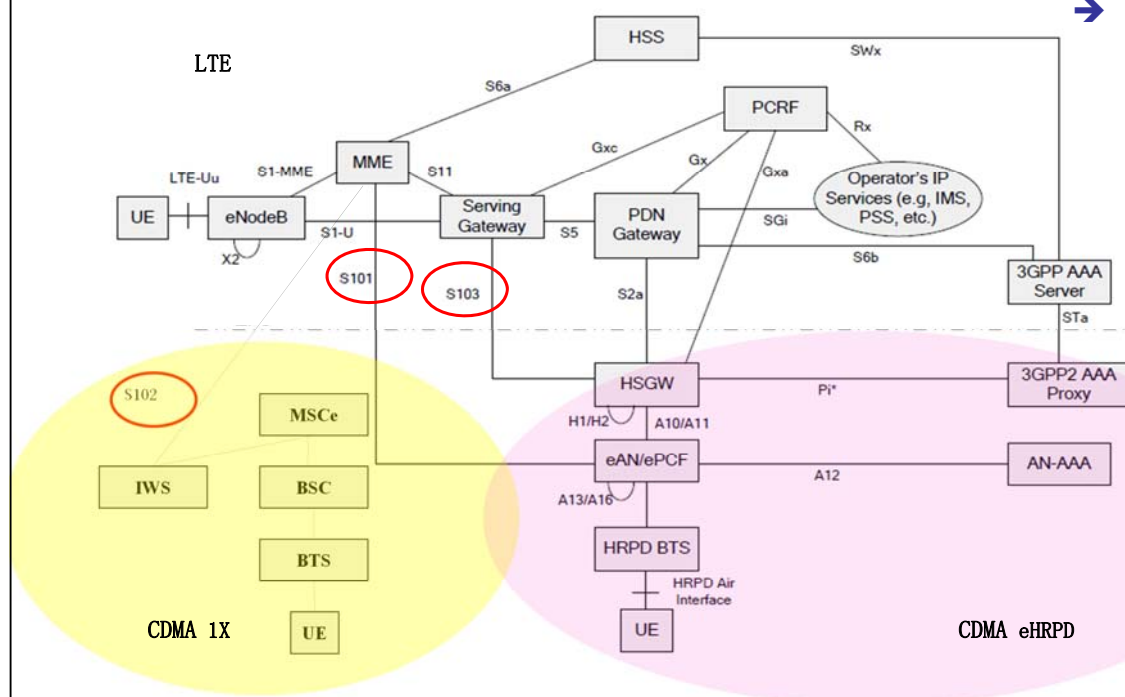 HSS
SWx
LTE
S6a
PCRF
Rx
Gxc
MME
Gx
S1-MME
S11
Gxa
LTE-Uu
Operator's IP
Services (e.g, IMS,
PSS, etc.)
UE
eNodeB
Serving
Gateway
PDN
Gateway
S1-U
S5
SGi
X2
S6b
S101
S103
S2a
3GPP AAA
Server
STa
S102
HSGW
Pi*
3GPP2 AAA
Proxy
MSCe
H1/H2
A10/A11
eAN/ePCF
A12
AN-AAA
IWS
BSC
A13/A16
HRPD BTS
BTS
HRPD Air
Interface
CDMA 1X
UE
UE
CDMA eHRPD